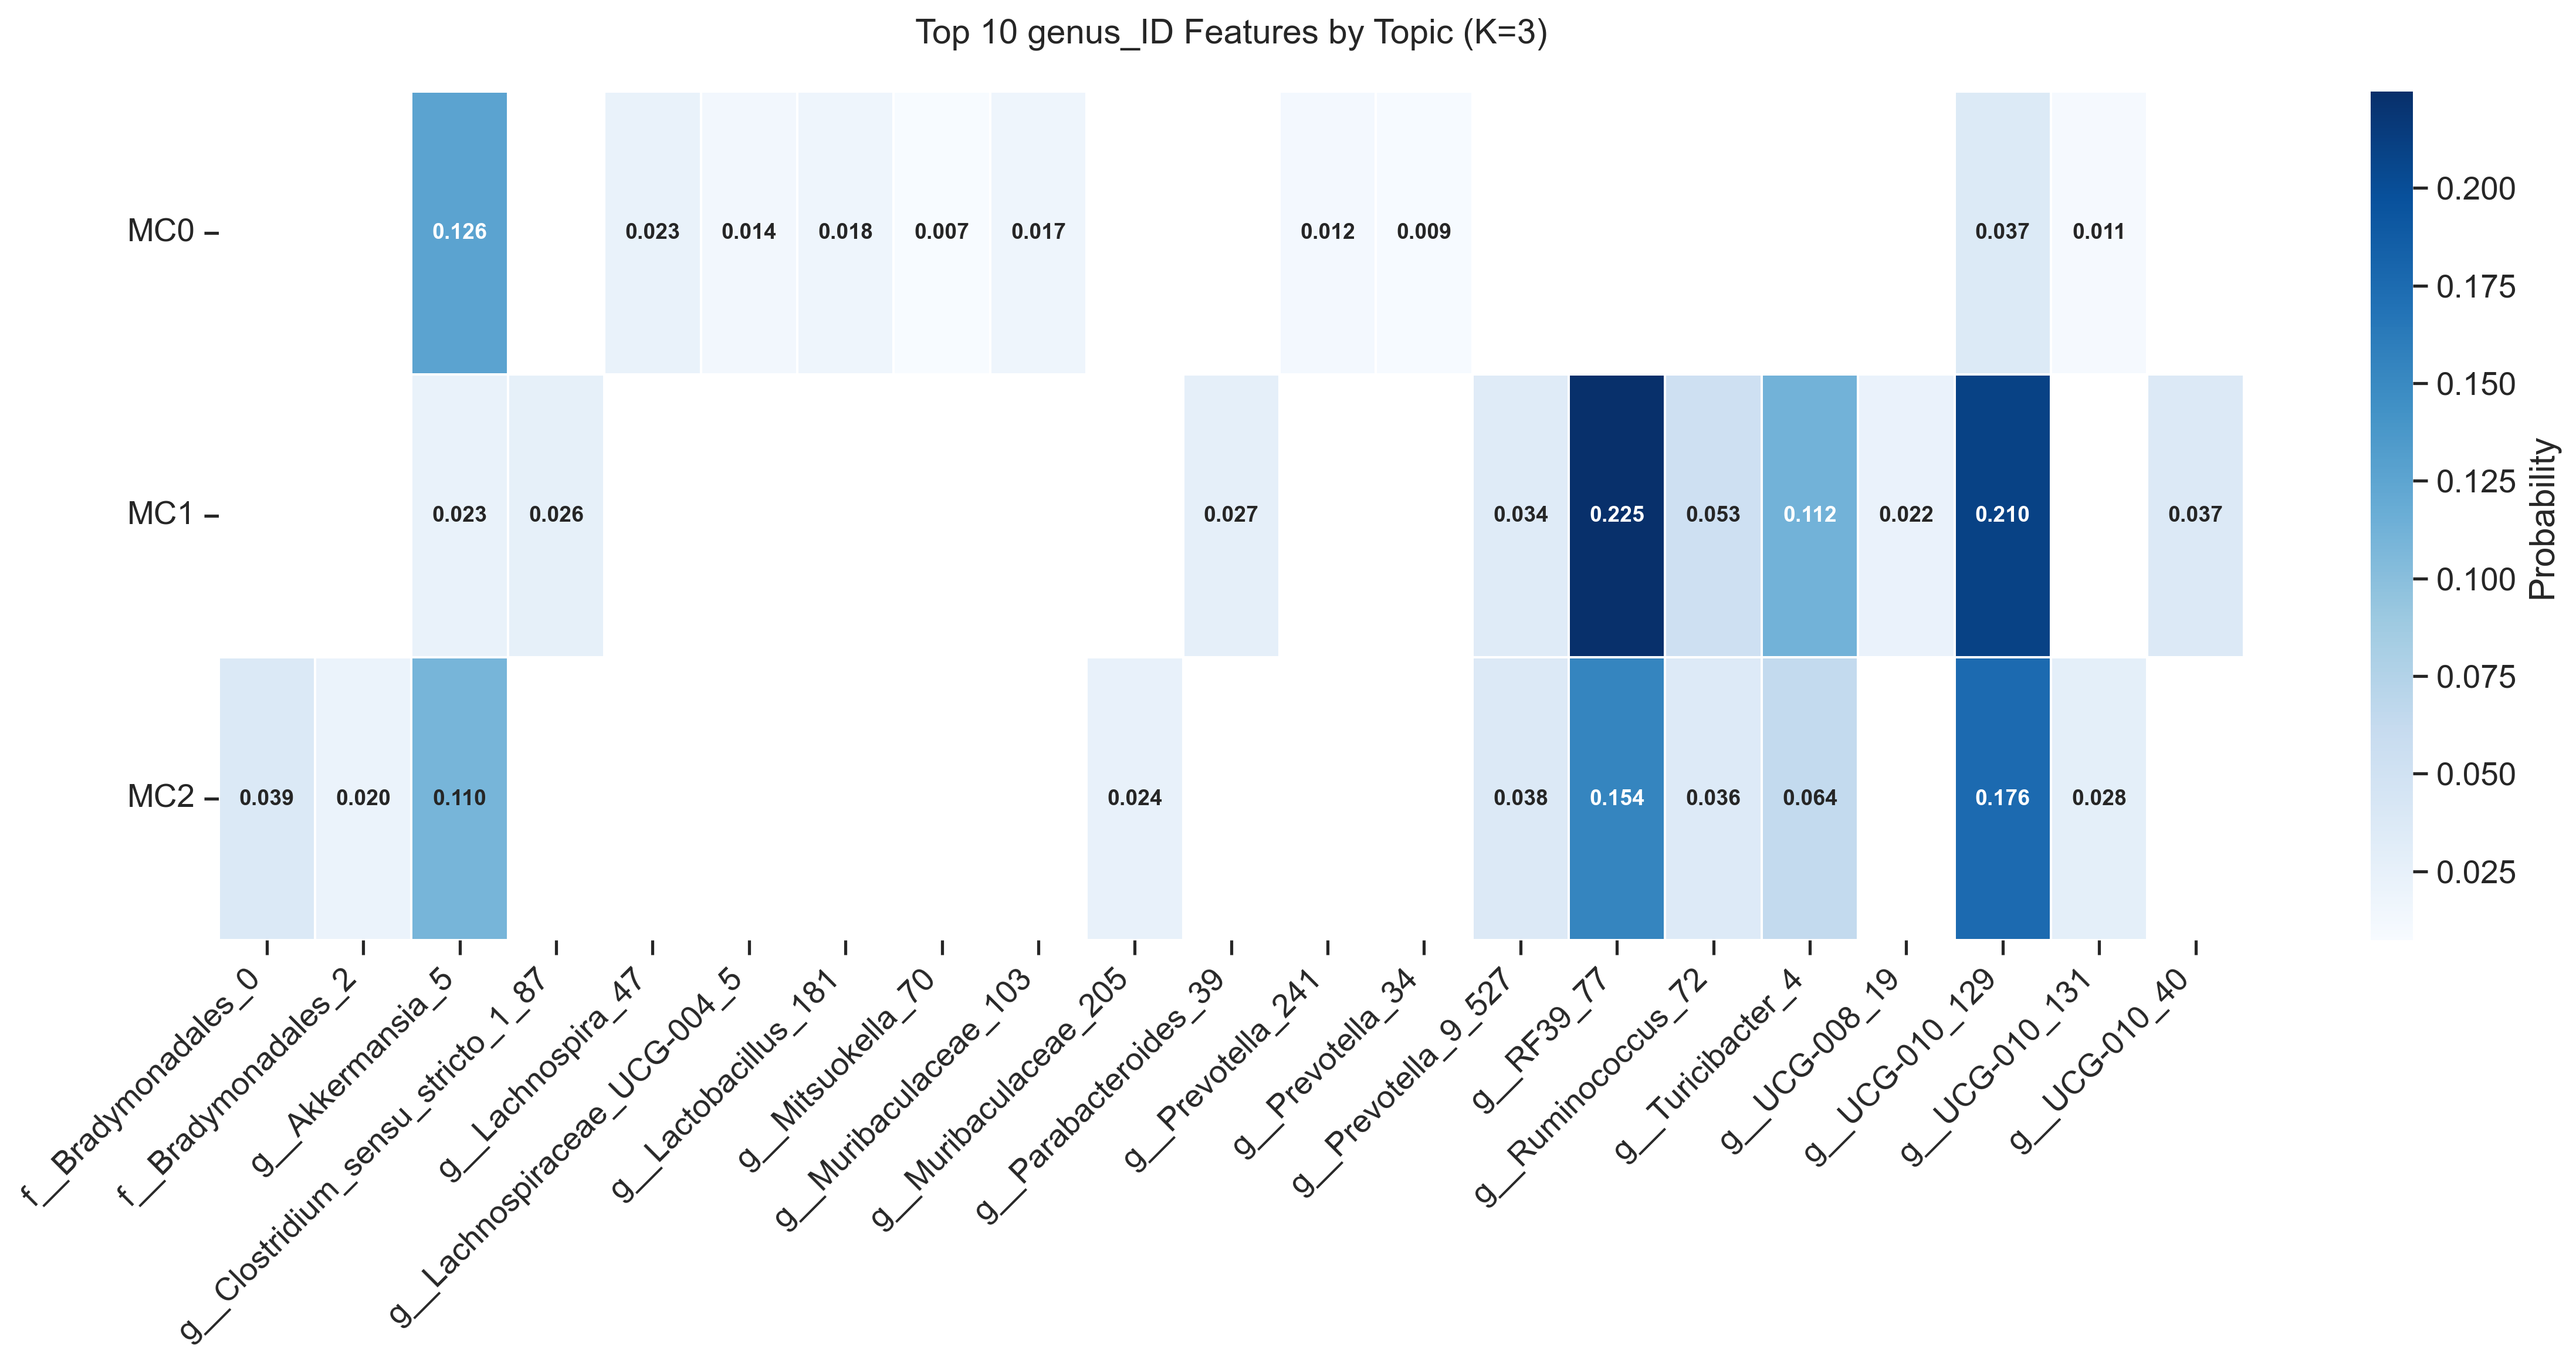 Top 10 genus_ID Features by Topic (K=3)
MC0
0.126
0.023
0.014
0.018
0.007
0.017
0.012
0.009
0.037
0.011
MC1
0.023
0.026
0.027
0.034
0.225
0.053
0.112
0.022
0.210
0.037
MC2
0.039
0.020
0.110
0.024
0.038
0.154
0.036
0.064
0.176
0.028
f__Bradymonadales_0
f__Bradymonadales_2
g__Akkermansia_5
g__Clostridium_sensu_stricto_1_87
g__Lachnospira_47
g__Lachnospiraceae_UCG-004_5
g__Lactobacillus_181
g__Mitsuokella_70
g__Muribaculaceae_103
g__Muribaculaceae_205
g__Parabacteroides_39
g__Prevotella_241
g__Prevotella_34
g__Prevotella_9_527
g__RF39_77
g__Ruminococcus_72
g__Turicibacter_4
g__UCG-008_19
g__UCG-010_129
g__UCG-010_131
g__UCG-010_40
0.200
0.175
0.150
0.125
0.100
0.075
0.050
0.025
Probability